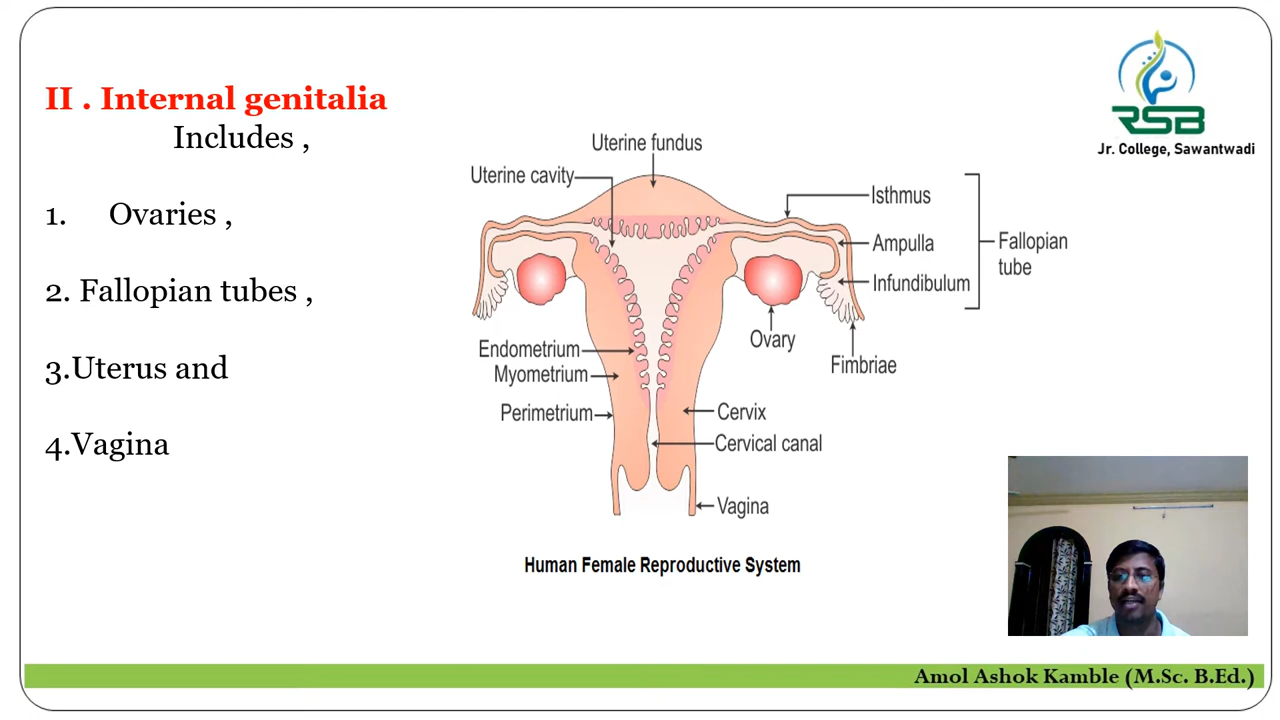 II . Internal genitalia
Includes ,
1. Ovaries ,
2. Fallopian tubes ,
3.Uterus and
4.Vagina
Uterine fundus
Uterine cavity
Isthmus
Ampulla
Infundibulum
Fallopian
tube
Ovary
Fimbriae
Endometrium
Myometrium
Perimetrium
Cervix
Cervical canal
Vagina
Human Female Reproductive System
RSB
Jr. College, Sawantwadi
Amol Ashok Kamble (M.Sc. B.Ed.)